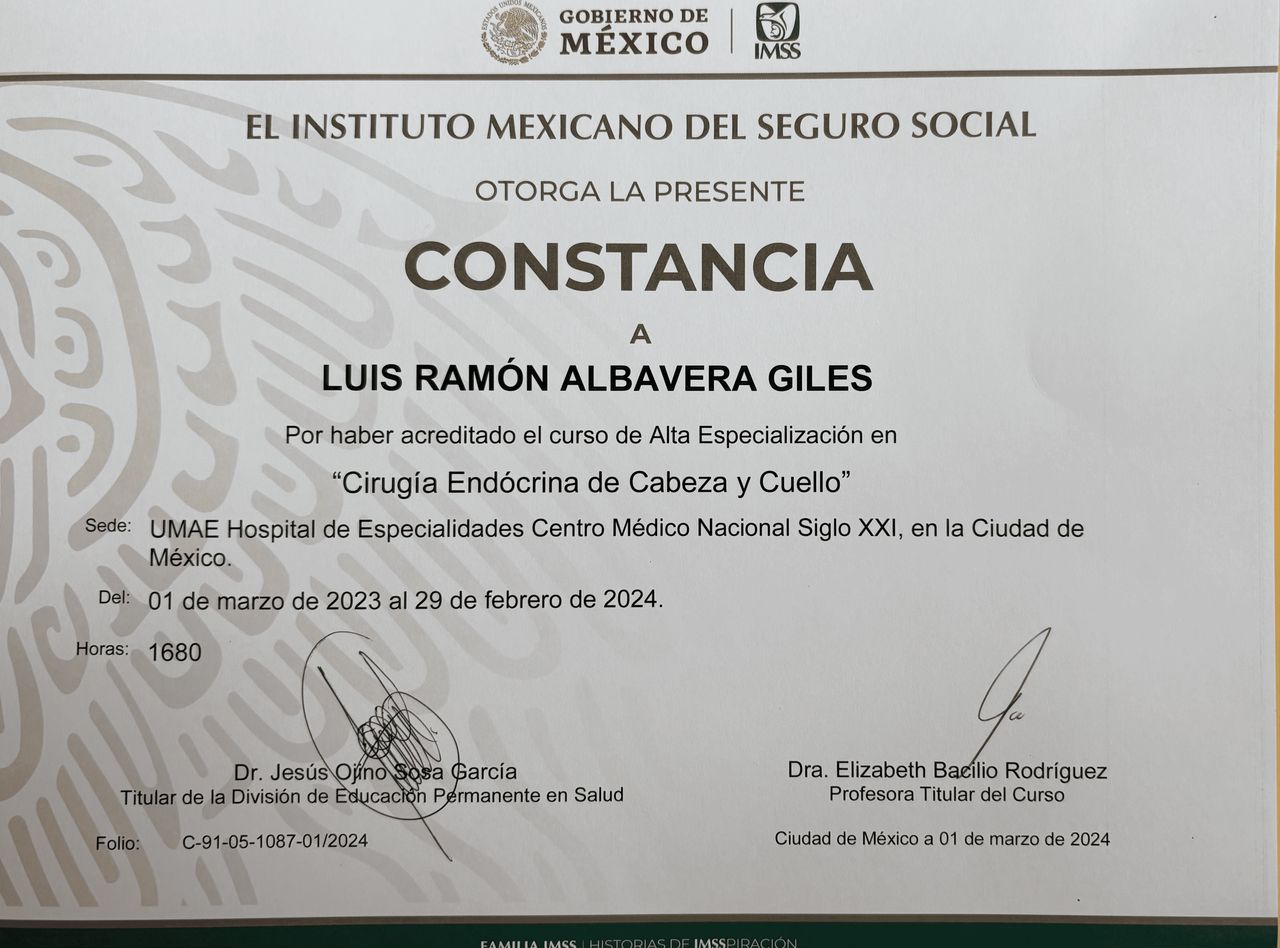 ESTADOS UNIDOS MEXICANOS
GOBIERNO DE
MÉXICO
IMSS
EL INSTITUTO MEXICANO DEL SEGURO SOCIAL
OTORGA LA PRESENTE
CONSTANCIA
A
LUIS RAMÓN ALBAVERA GILES
Por haber acreditado el curso de Alta Especialización en
“Cirugía Endócrina de Cabeza y Cuello”
Sede: UMAE Hospital de Especialidades Centro Médico Nacional Siglo XXI, en la Ciudad de
México.
Del: 01 de marzo de 2023 al 29 de febrero de 2024.
Horas: 1680
Dr. Jesús Ojino Sosa García
Titular de la División de Educación Permanente en Salud
Dra. Elizabeth Bacilio Rodríguez
Profesora Titular del Curso
Folio: C-91-05-1087-01/2024
Ciudad de México a 01 de marzo de 2024
FAMILIA IMSS | HISTORIAS DE IMSSPIRACIÓN